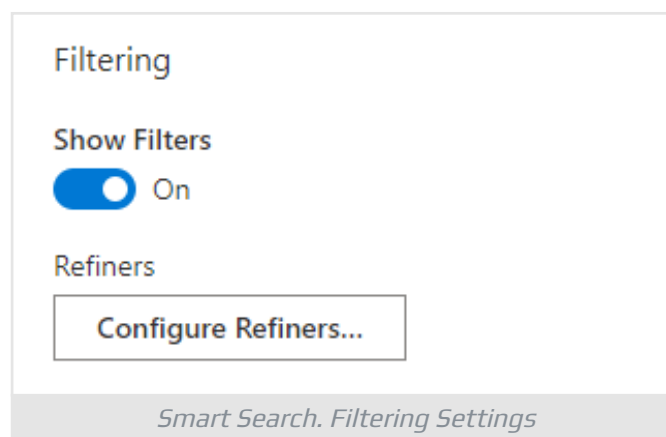 Filtering
Show Filters
On
Refiners
Configure Refiners...
Smart Search. Filtering Settings